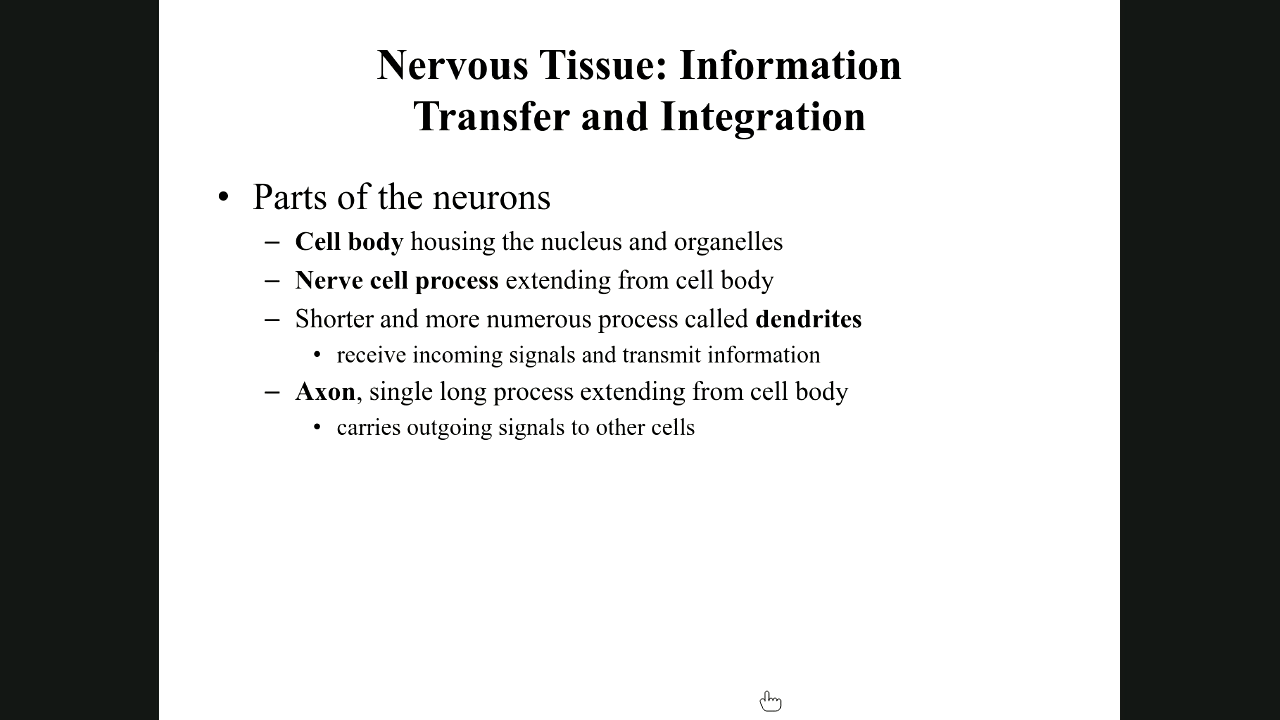 Nervous Tissue: Information
Transfer and Integration
• Parts of the neurons
– Cell body housing the nucleus and organelles
– Nerve cell process extending from cell body
– Shorter and more numerous process called dendrites
• receive incoming signals and transmit information
– Axon, single long process extending from cell body
• carries outgoing signals to other cells